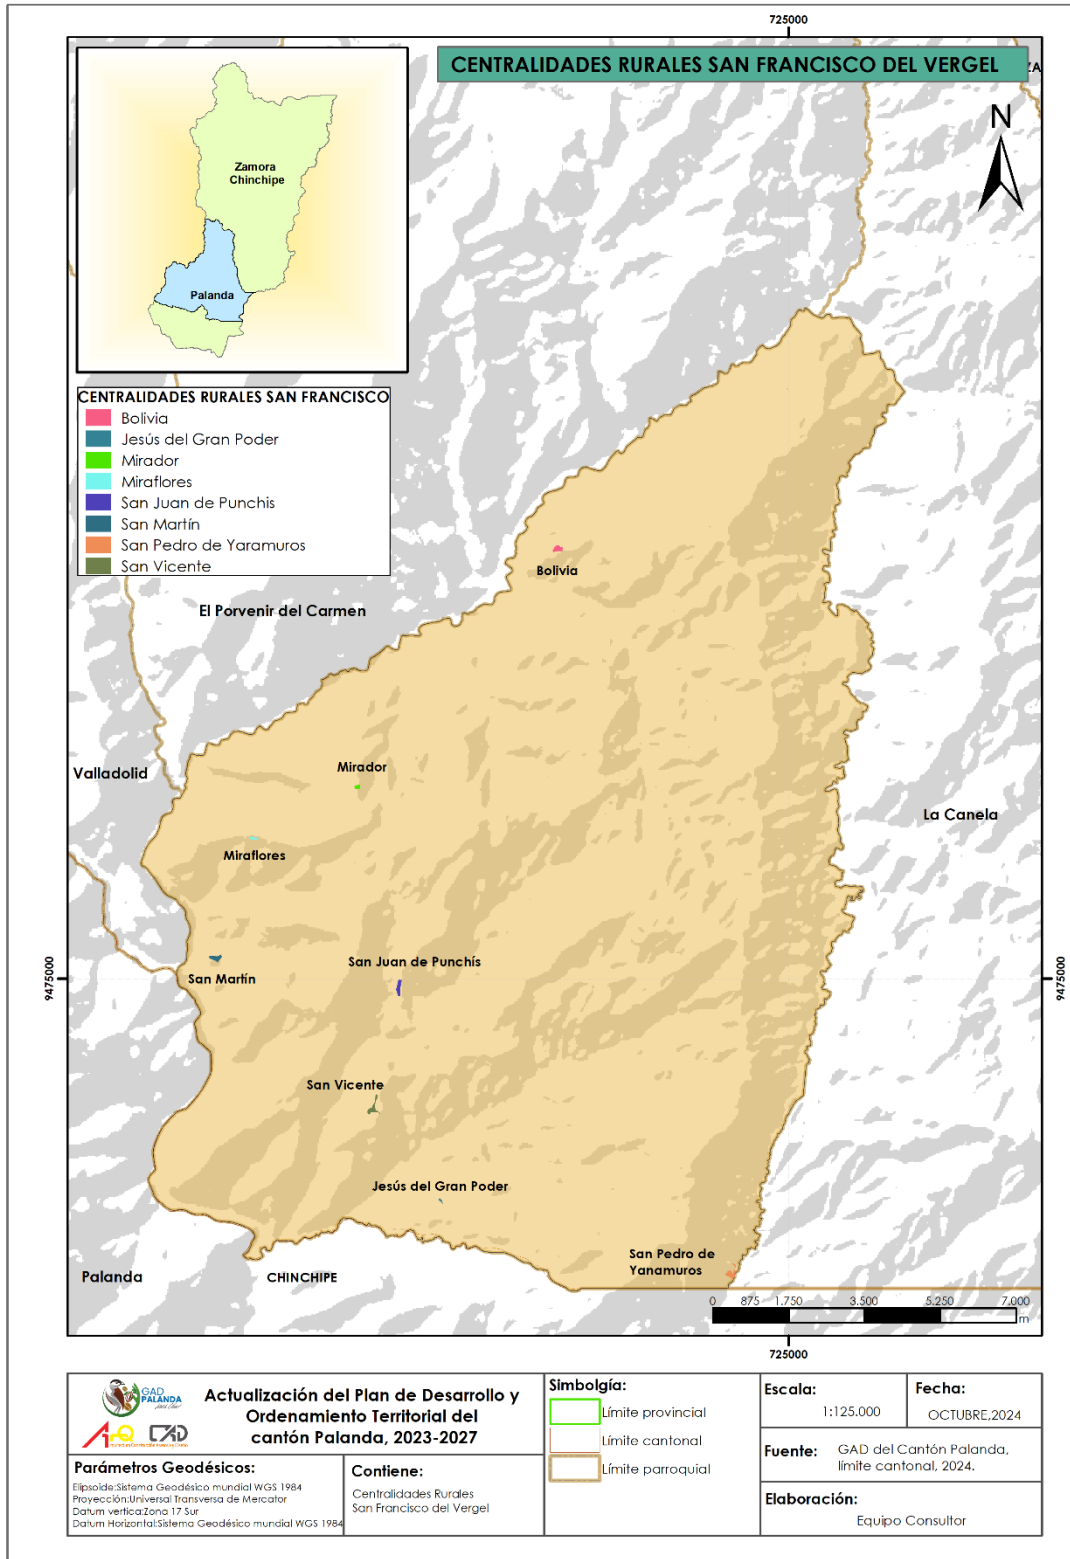 725000
CENTRALIDADES RURALES SAN FRANCISCO DEL VERGEL
ZA
N
Zamora
Chinchipe
Palanda
CENTRALIDADES RURALES SAN FRANCISCO
Bolivia
Jesús del Gran Poder
Mirador
Miraflores
San Juan de Punchis
San Martín
San Pedro de Yaramuros
San Vicente
Bolivia
El Porvenir del Carmen
Mirador
Valladolid
La Canela
Miraflores
San Juan de Punchís
San Martín
9475000
9475000
San Vicente
Jesús del Gran Poder
San Pedro de
Yanamuros
Palanda
CHINCHIPE
0 875 1.750 3.500 5.250 7.000
m
725000
GAD
PALANDA
Actualización del Plan de Desarrollo y
Ordenamiento Territorial del
cantón Palanda, 2023-2027
Parámetros Geodésicos:
Elipsoide:Sistema Geodésico mundial WGS 1984
Proyección:Universal Transversa de Mercator
Datum vertica:Zona 17 Sur
Datum Horizontal:Sistema Geodésico mundial WGS 1984
Contiene:
Centralidades Rurales
San Francisco del Vergel
Simbolgía:
Límite provincial
Límite cantonal
Límite parroquial
Escala:
1:125.000
Fecha:
OCTUBRE,2024
Fuente: GAD del Cantón Palanda,
límite cantonal, 2024.
Elaboración:
Equipo Consultor